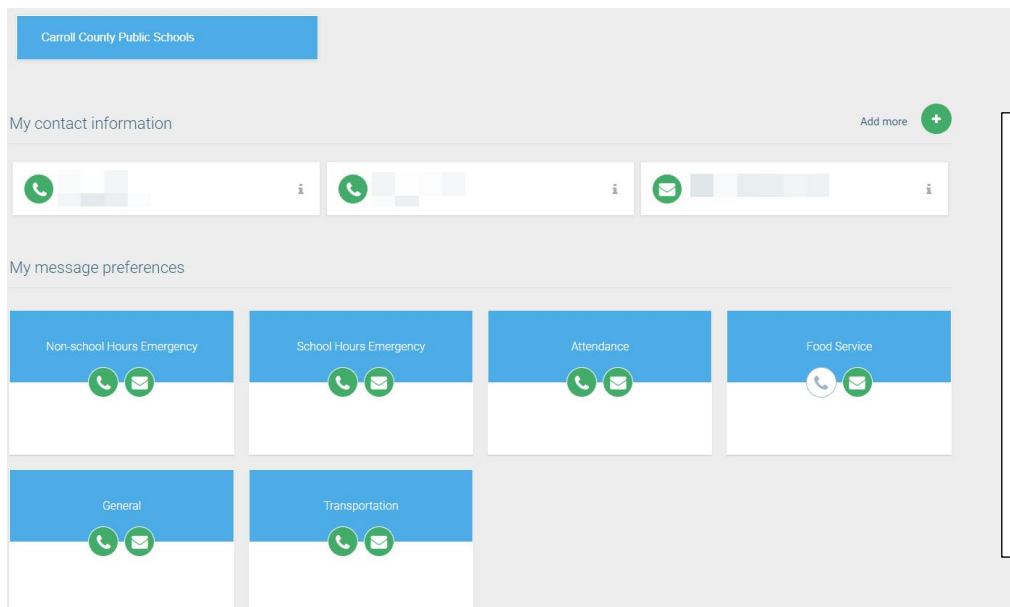 Carroll County Public Schools
My contact information
Add more
My message preferences
Non-school Hours Emergency
School Hours Emergency
Attendance
Food Service
General
Transportation